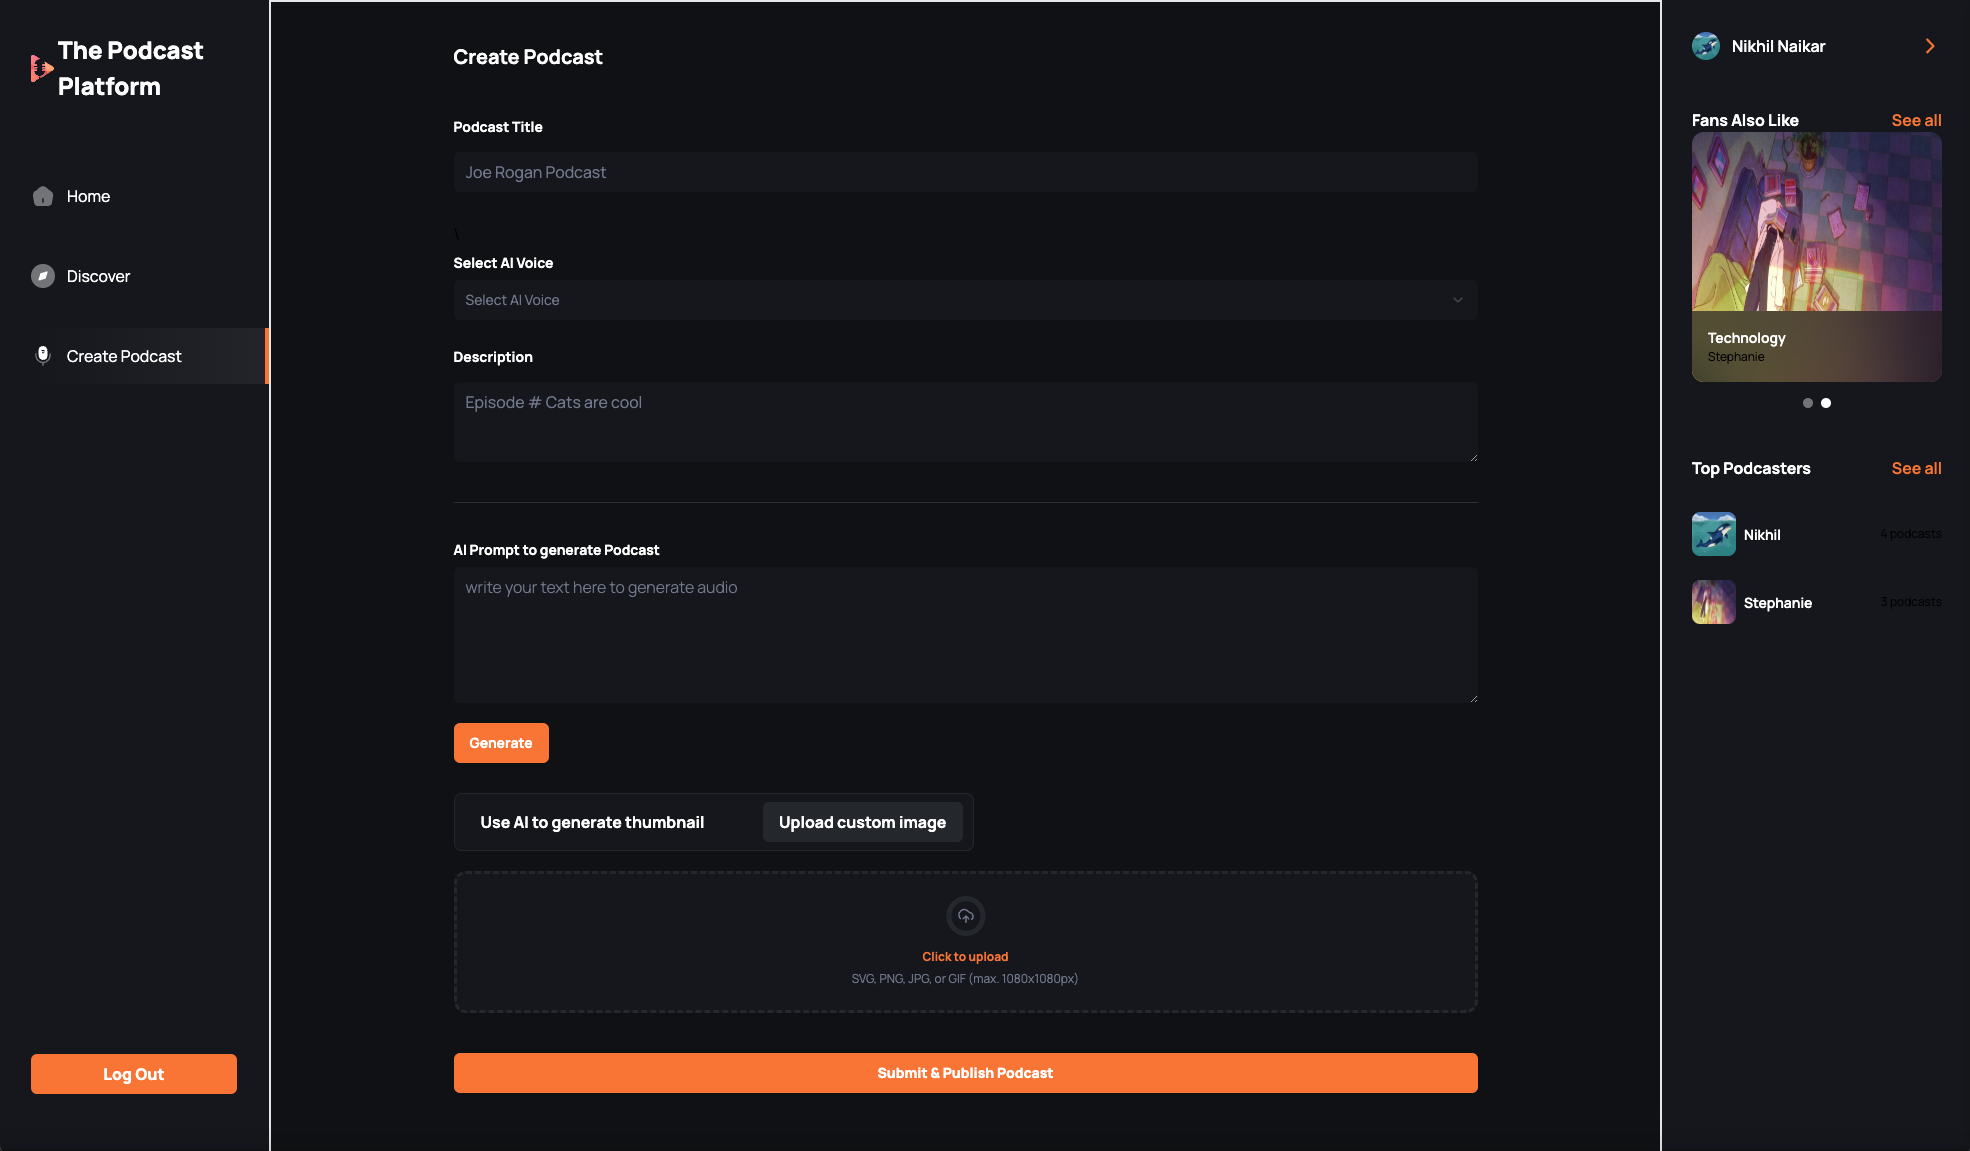 The Podcast
Platform
Home
Discover
Create Podcast
Log Out
Create Podcast
Podcast Title
Joe Rogan Podcast
\
Select AI Voice
Select AI Voice
Description
Episode # Cats are cool
AI Prompt to generate Podcast
write your text here to generate audio
Generate
Use AI to generate thumbnail
Upload custom image
Click to upload
SVG, PNG, JPG, or GIF (max. 1080x1080px)
Submit & Publish Podcast
Nikhil Naikar
Fans Also Like
See all
Technology
Stephanie
Top Podcasters
See all
Nikhil
4 podcasts
Stephanie
3 podcasts